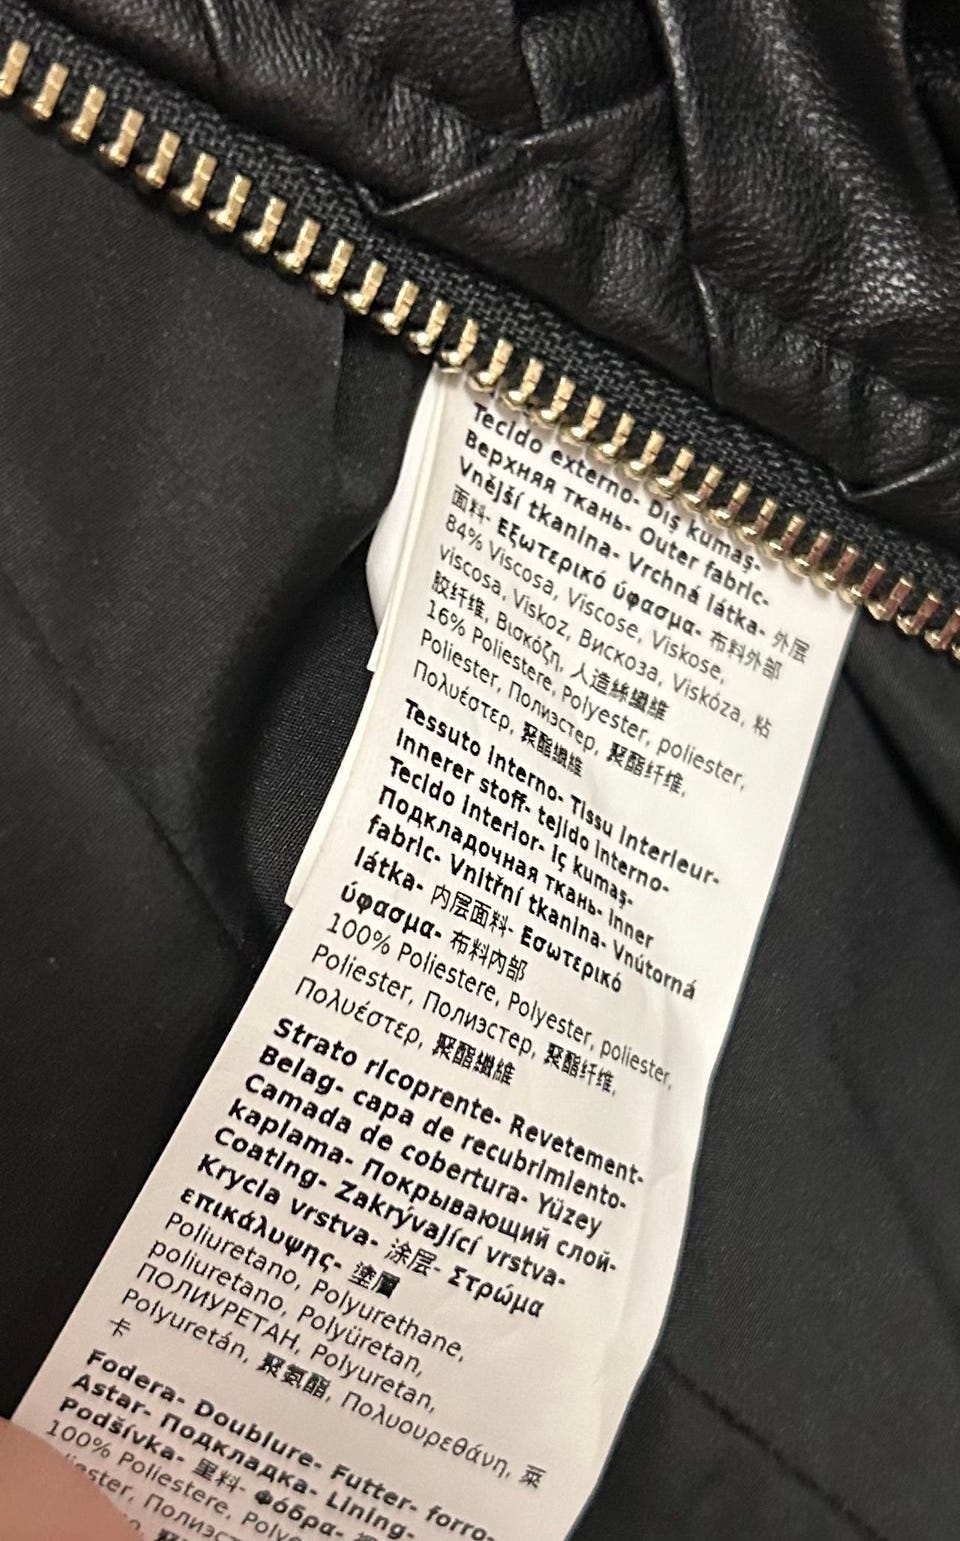 Tecido externo- Dış kumaş-
Верхняя ткань- Outer fabric-
Vnější tkanina- Vrchná látka- 外层
面料- Εξωτερικό ύφασμα- 布料外部
84% Viscosa, Viscose, Viskose,
viscosa, Viskoz, Вискоза, Viskóza, 粘
胶纤维, Βισκόζη, 人造絲纖維
16% Poliestere, Polyester, poliester,
Poliester, Полиэстер, 聚酯纤维,
Πολυέστερ, 聚酯纖維
Tessuto interno- Tissu interieur-
Innerer stoff- tejido interno-
Tecido interior- Iç kumaş-
Подкладочная ткань- Inner
fabric- Vnitřní tkanina- Vnútorná
látka- 内层面料- Εσωτερικό
ύφασμα- 布料内部
100% Poliestere, Polyester, poliester,
Poliester, Полиэстер, 聚酯纤维,
Πολυέστερ, 聚酯纖維
Strato ricoprente- Revetement-
Belag- capa de recubrimiento-
Camada de cobertura- Yüzey
kaplama- Покрывающий слой-
Coating- Zakrývající vrstva-
Krycia vrstva- 涂层- Στρώμα
επικάλυψης- 塗層
Poliuretano, Polyurethane,
poliuretano, Polyüretan,
ПОЛИУРЕТАН, Polyuretan,
Polyuretán, 聚氨酯, Πολυουρεθάνη, 萊
卡
Fodera- Doublure- Futter- forro-
Astar- Подкладка- Lining-
Podšívka- 里料- Φόδρα-
100% Poliestere,